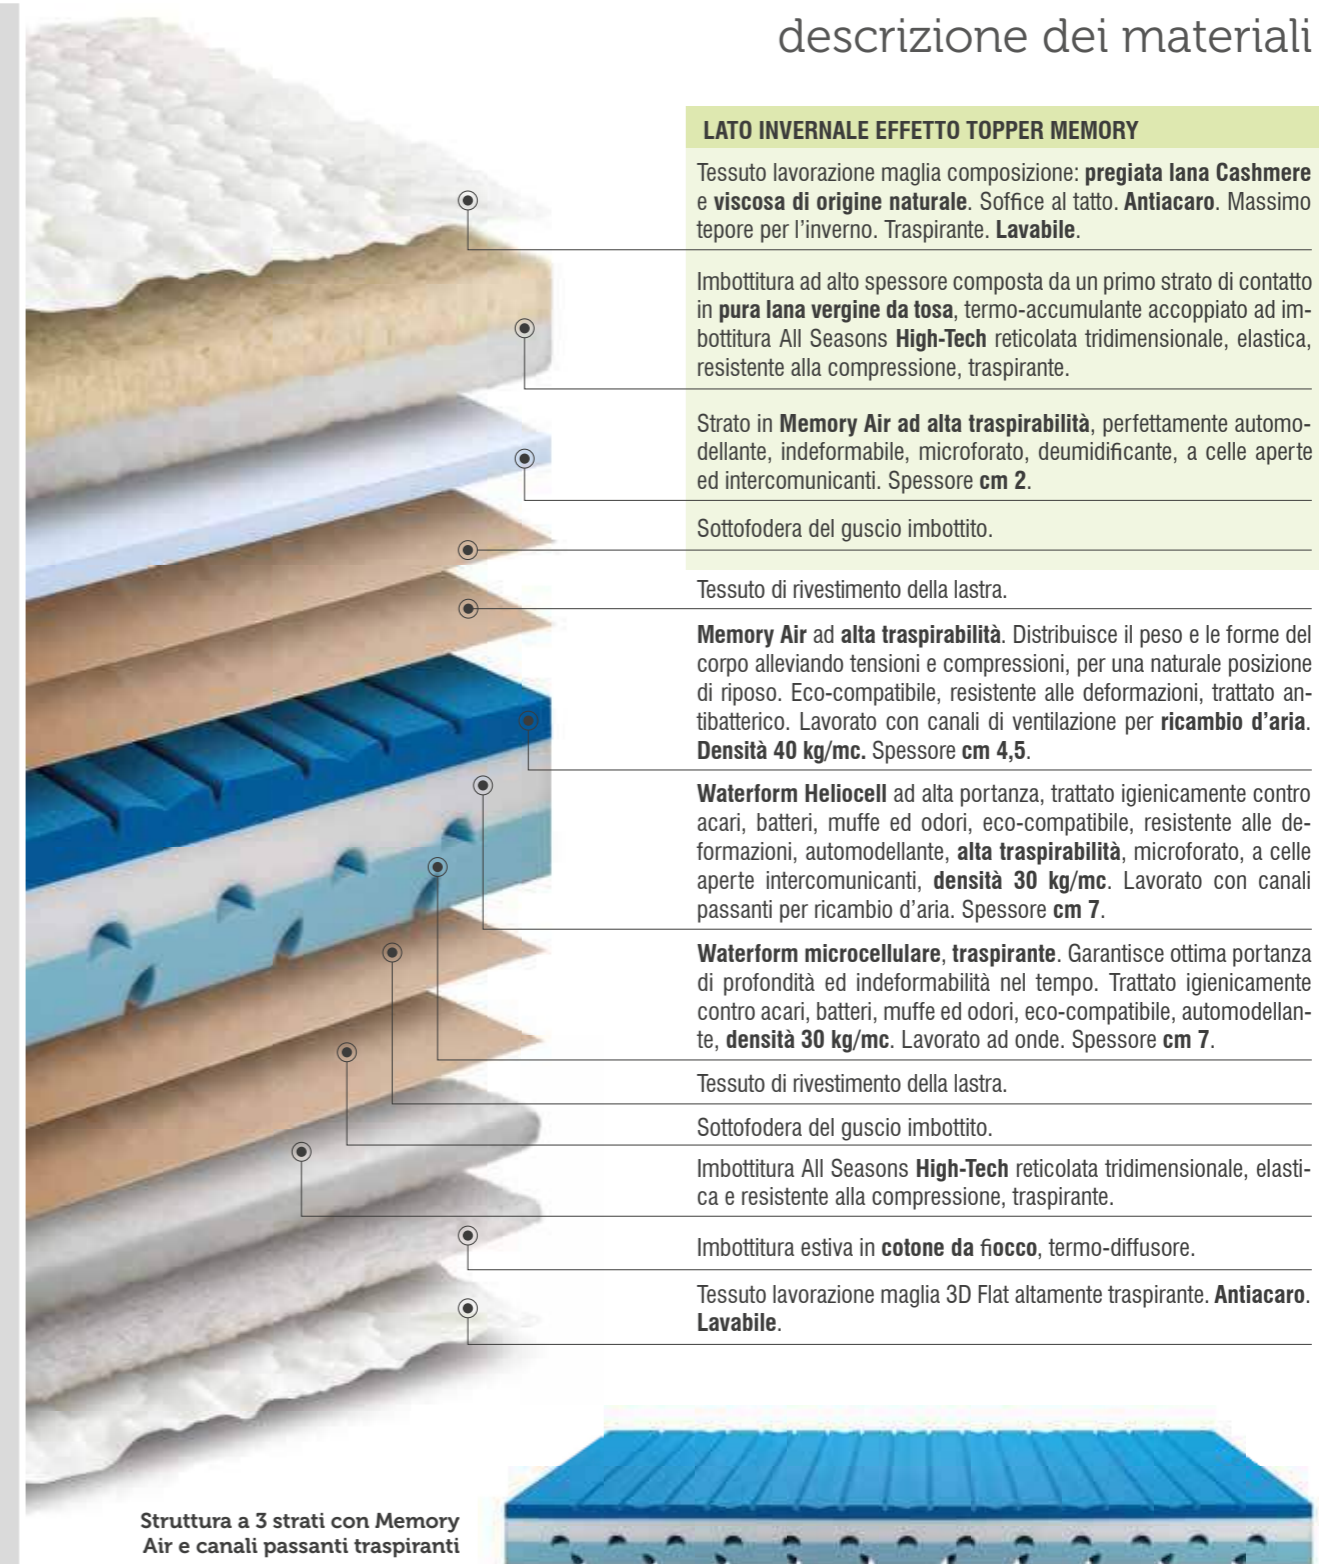 descrizione dei materiali
LATO INVERNALE EFFETTO TOPPER MEMORY
Tessuto lavorazione maglia composizione: pregiata lana Cashmere
e viscosa di origine naturale. Soffice al tatto. Antiacaro. Massimo
tepore per l'inverno. Traspirante. Lavabile.
Imbottitura ad alto spessore composta da un primo strato di contatto
in pura lana vergine da tosa, termo-accumulante accoppiato ad im-
bottitura All Seasons High-Tech reticolata tridimensionale, elastica,
resistente alla compressione, traspirante.
Strato in Memory Air ad alta traspirabilità, perfettamente automo-
dellante, indeformabile, microforato, deumidificante, a celle aperte
ed intercomunicanti. Spessore cm 2.
Sottofodera del guscio imbottito.
Tessuto di rivestimento della lastra.
Memory Air ad alta traspirabilità. Distribuisce il peso e le forme del
corpo alleviando tensioni e compressioni, per una naturale posizione
di riposo. Eco-compatibile, resistente alle deformazioni, trattato an-
tibatterico. Lavorato con canali di ventilazione per ricambio d'aria.
Densità 40 kg/mc. Spessore cm 4,5.
Waterform Heliocell ad alta portanza, trattato igienicamente contro
acari, batteri, muffe ed odori, eco-compatibile, resistente alle de-
formazioni, automodellante, alta traspirabilità, microforato, a celle
aperte intercomunicanti, densità 30 kg/mc. Lavorato con canali
passanti per ricambio d'aria. Spessore cm 7.
Waterform microcellulare, traspirante. Garantisce ottima portanza
di profondità ed indeformabilità nel tempo. Trattato igienicamente
contro acari, batteri, muffe ed odori, eco-compatibile, automodellan-
te, densità 30 kg/mc. Lavorato ad onde. Spessore cm 7.
Tessuto di rivestimento della lastra.
Sottofodera del guscio imbottito.
Imbottitura All Seasons High-Tech reticolata tridimensionale, elasti-
ca e resistente alla compressione, traspirante.
Imbottitura estiva in cotone da fiocco, termo-diffusore.
Tessuto lavorazione maglia 3D Flat altamente traspirante. Antiacaro.
Lavabile.
Struttura a 3 strati con Memory
Air e canali passanti traspiranti